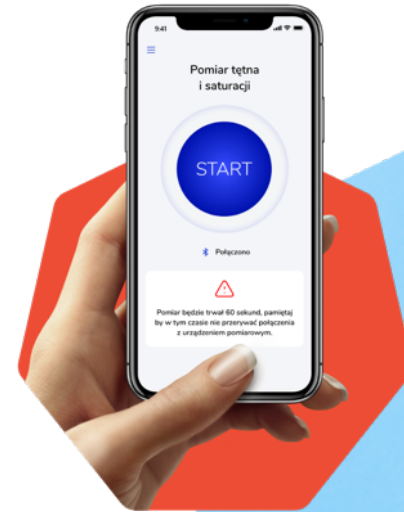 9:41
Pomiar tętna
i saturacji
START
Połączono
Pomiar będzie trwał 60 sekund, pamiętaj
by w tym czasie nie przerywać połączenia
z urządzeniem pomiarowym.